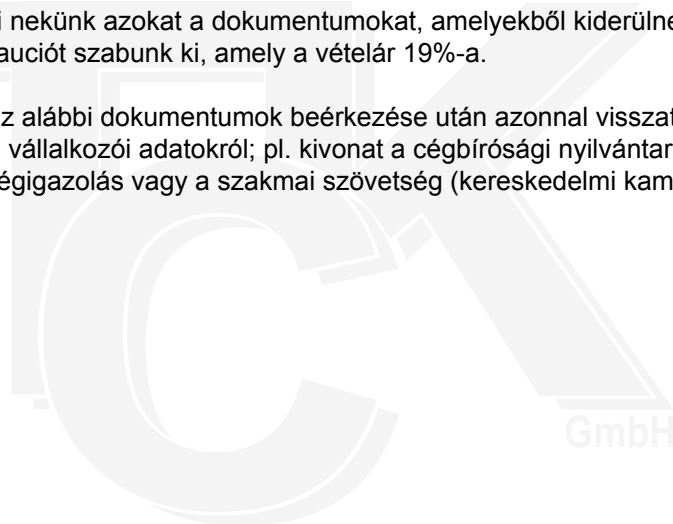 i nekünk azokat a dokumentumokat, amelyekből kiderülne
auciót szabunk ki, amely a vételár 19%-a.
z alábbi dokumentumok beérkezése után azonnal visszat
vállalkozói adatokról; pl. kivonat a cégbírósági nyilvántar
égigazolás vagy a szakmai szövetség (kereskedelmi kam
GmbH